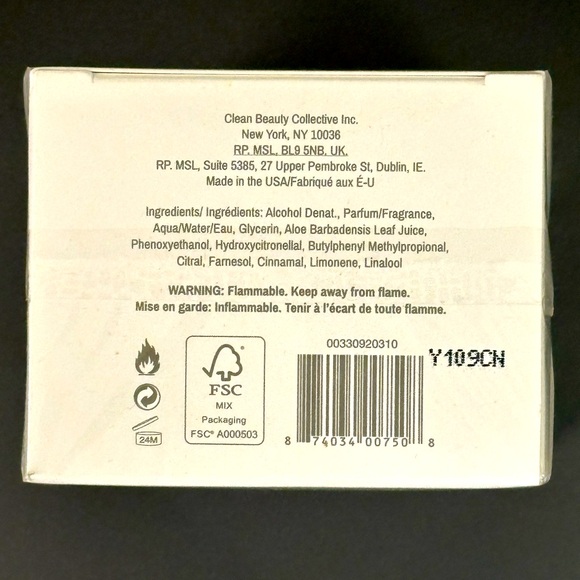 Clean Beauty Collective Inc.
New York, NY 10036
RP. MSL, BL9 5NB, UK.
RP. MSL, Suite 5385, 27 Upper Pembroke St, Dublin, IE.
Made in the USA/Fabriqué aux É-U
Ingredients/ Ingrédients: Alcohol Denat., Parfum/Fragrance,
Aqua/Water/Eau, Glycerin, Aloe Barbadensis Leaf Juice,
Phenoxyethanol, Hydroxycitronellal, Butylphenyl Methylpropional,
Citral, Farnesol, Cinnamal, Limonene, Linalool
WARNING: Flammable. Keep away from flame.
Mise en garde: Inflammable. Tenir à l'écart de toute flamme.
24M
FSC
MIX
Packaging
FSC® A000503
00330920310
8 74034 00750 8
Y109CN